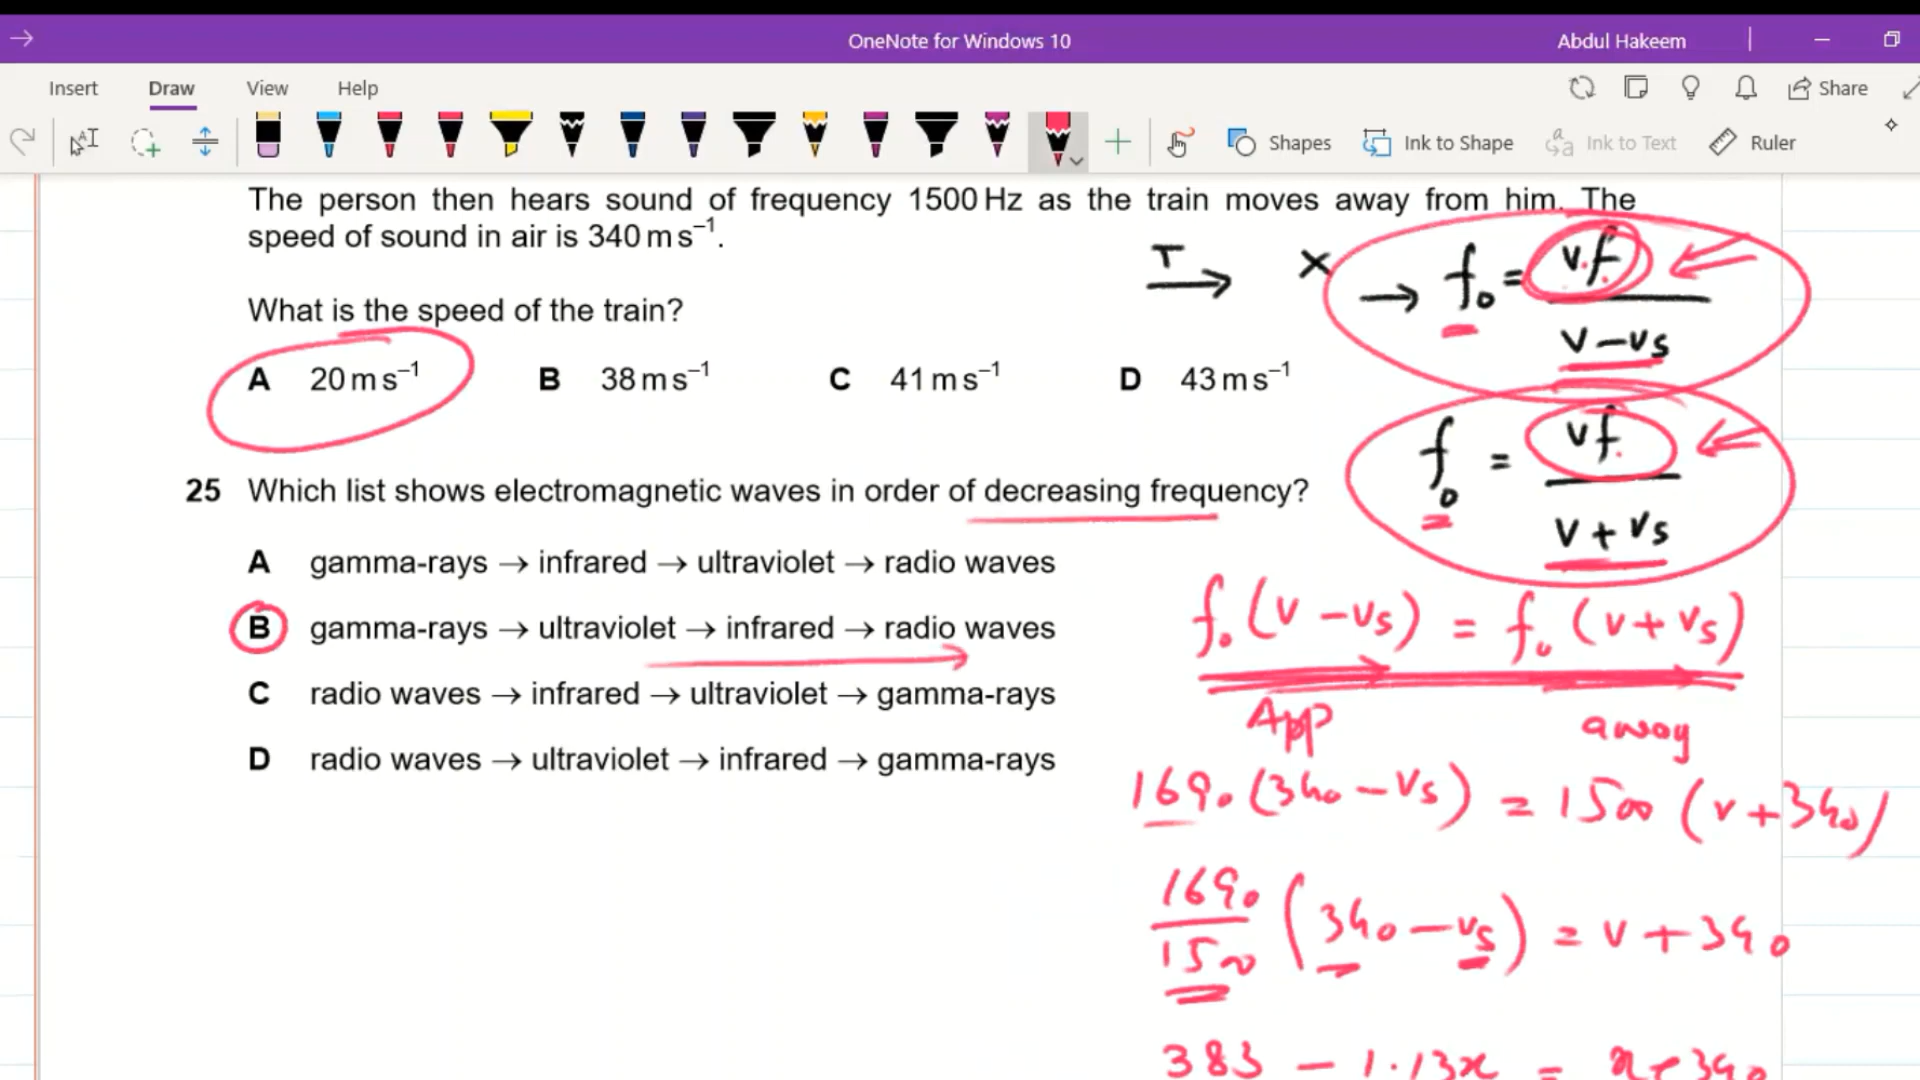 OneNote for Windows 10
Abdul Hakeem
Insert Draw View Help
Share
Shapes Ink to Shape Ink to Text Ruler
The person then hears sound of frequency 1500 Hz as the train moves away from him. The
speed of sound in air is 340 m s⁻¹.
What is the speed of the train?
A 20 m s⁻¹ B 38 m s⁻¹ C 41 m s⁻¹ D 43 m s⁻¹
T → × → f₀ = v.f / v − vs
f₀ = vf / v + vs
25 Which list shows electromagnetic waves in order of decreasing frequency?
A gamma-rays → infrared → ultraviolet → radio waves
B gamma-rays → ultraviolet → infrared → radio waves
C radio waves → infrared → ultraviolet → gamma-rays
D radio waves → ultraviolet → infrared → gamma-rays
f₀ (v − vs) = f₀ (v + vs)
App away
1690 (340 − vs) = 1500 (v + 340)
1690 / 1500 (340 − vs) = v + 340
383 − 1.13x = x + 340